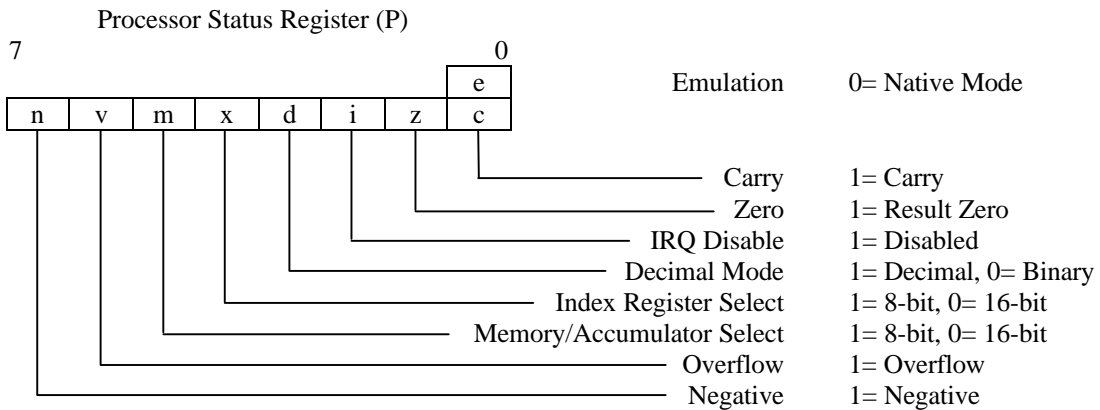 Processor Status Register (P)
7 0
e Emulation 0= Native Mode
n v m x d i z c
Carry 1= Carry
Zero 1= Result Zero
IRQ Disable 1= Disabled
Decimal Mode 1= Decimal, 0= Binary
Index Register Select 1= 8-bit, 0= 16-bit
Memory/Accumulator Select 1= 8-bit, 0= 16-bit
Overflow 1= Overflow
Negative 1= Negative